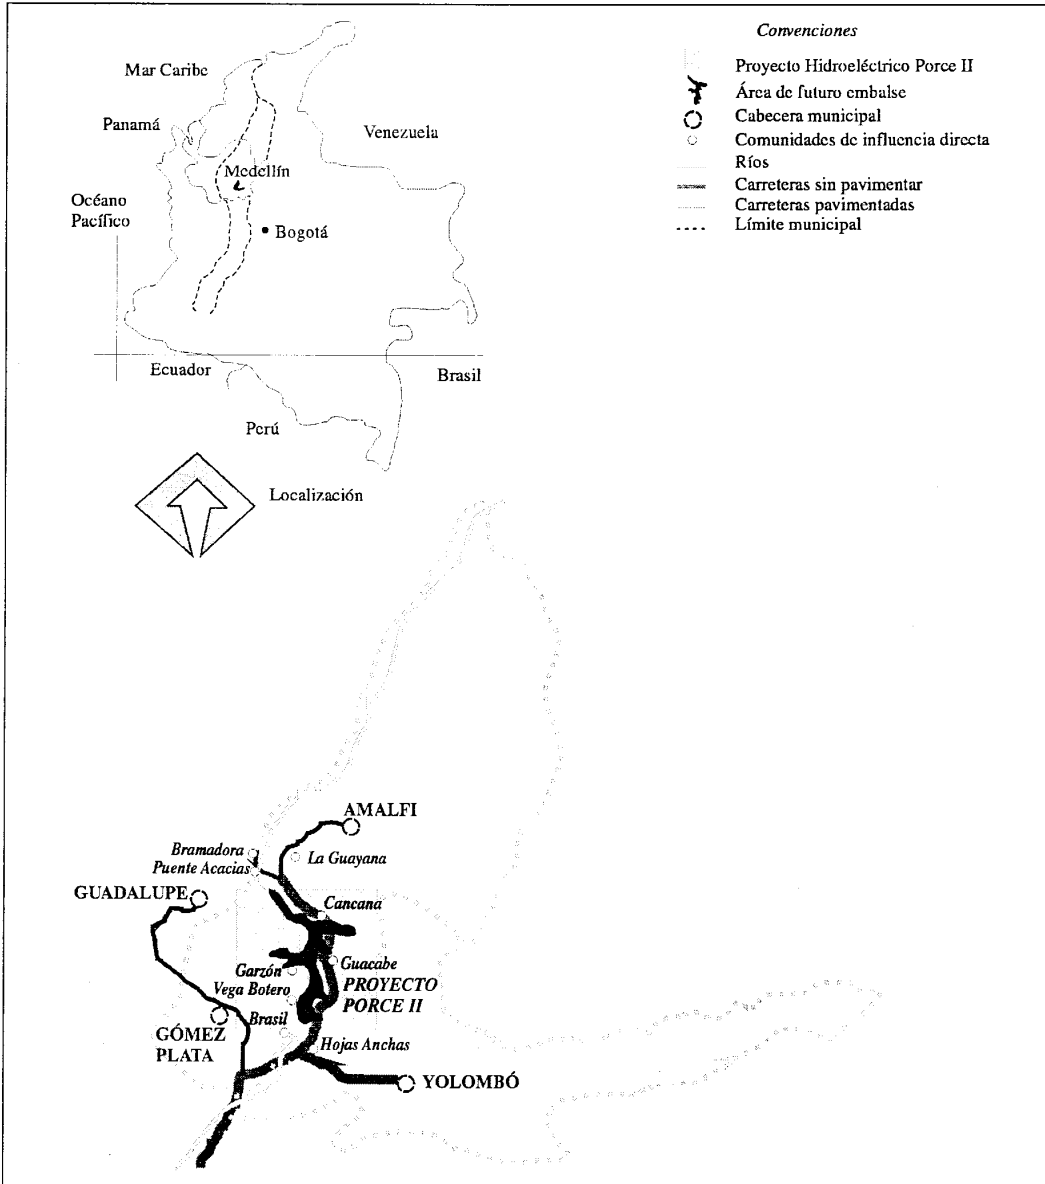 Convenciones
Proyecto Hidroeléctrico Porce II
Área de futuro embalse
Cabecera municipal
Comunidades de influencia directa
Ríos
Carreteras sin pavimentar
Carreteras pavimentadas
Límite municipal
Mar Caribe
Panamá
Venezuela
Medellín
Océano
Pacífico
Bogotá
Ecuador
Brasil
Perú
Localización
AMALFI
Bramadora
Puente Acacias
La Guayana
GUADALUPE
Cancana
Garzón
Guacabe
Vega Botero
PROYECTO
PORCE II
Brasil
GÓMEZ
PLATA
Hojas Anchas
YOLOMBÓ